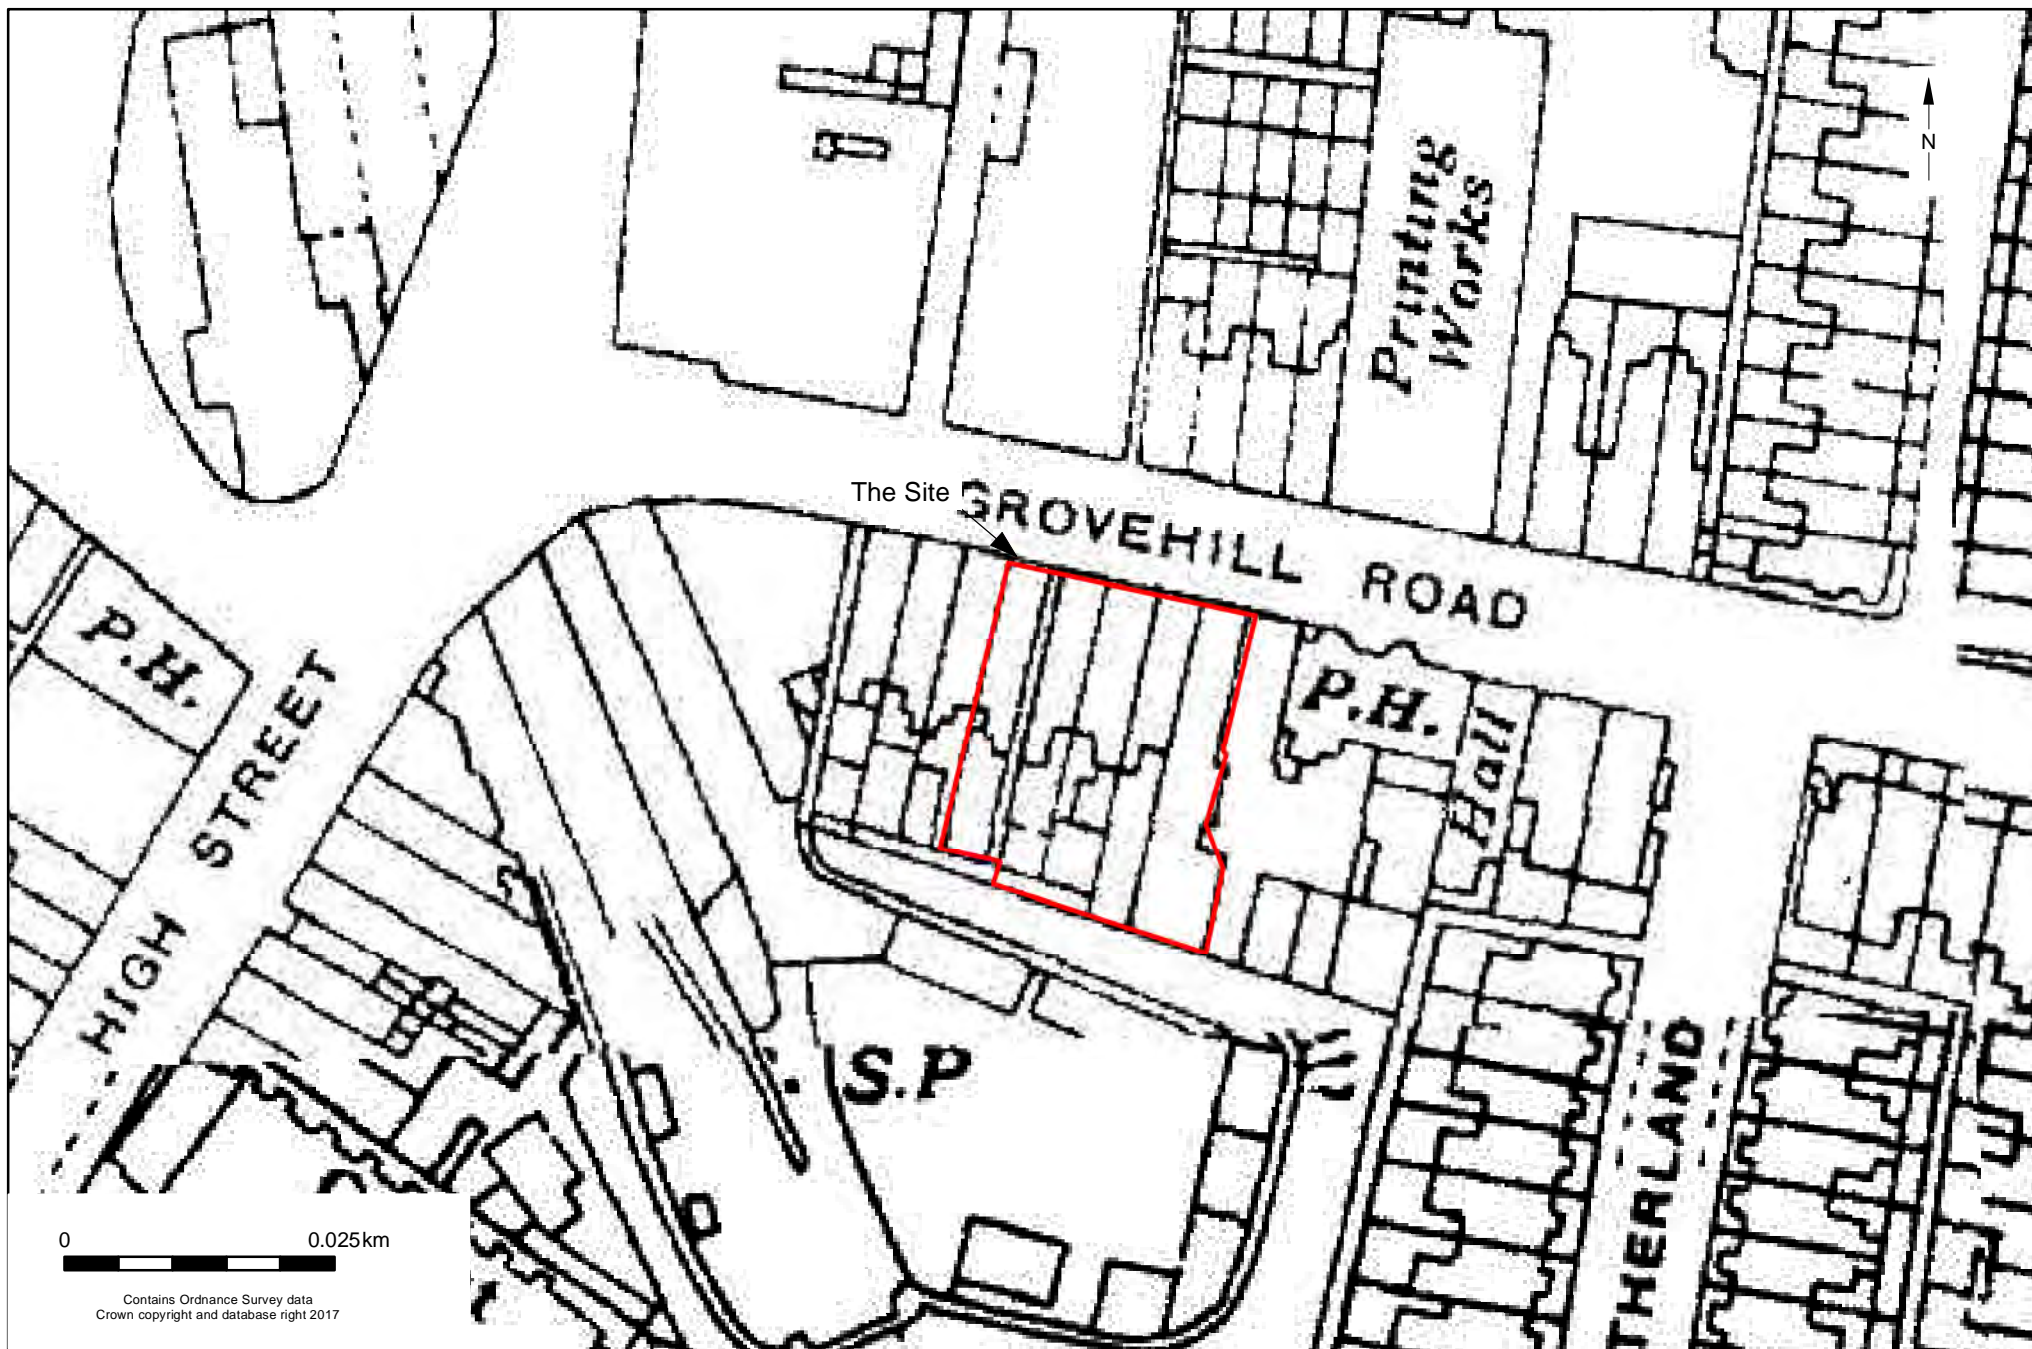 N
Printing
Works
The Site
GROVEHILL ROAD
P.H.
P.H.
Hall
HIGH STREET
S.P
THERLAND
0 0.025km
Contains Ordnance Survey data
Crown copyright and database right 2017